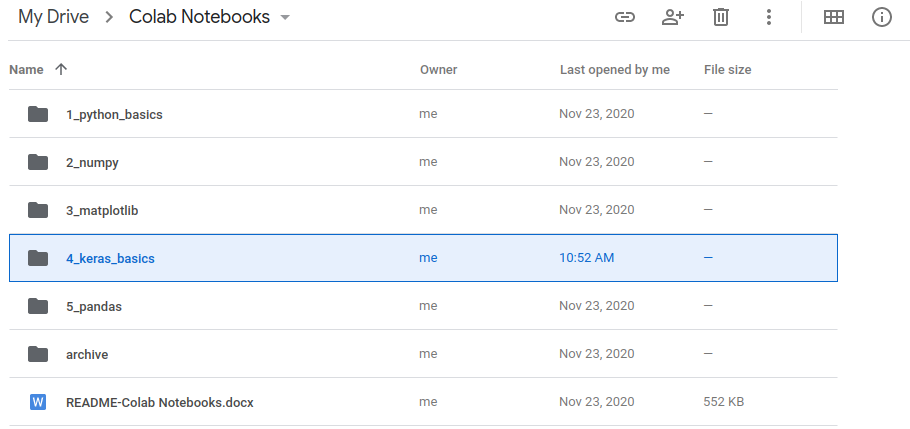 My Drive > Colab Notebooks
Name Owner Last opened by me File size
1_python_basics me Nov 23, 2020 —
2_numpy me Nov 23, 2020 —
3_matplotlib me Nov 23, 2020 —
4_keras_basics me 10:52 AM —
5_pandas me Nov 23, 2020 —
archive me Nov 23, 2020 —
W README-Colab Notebooks.docx me Nov 23, 2020 552 KB